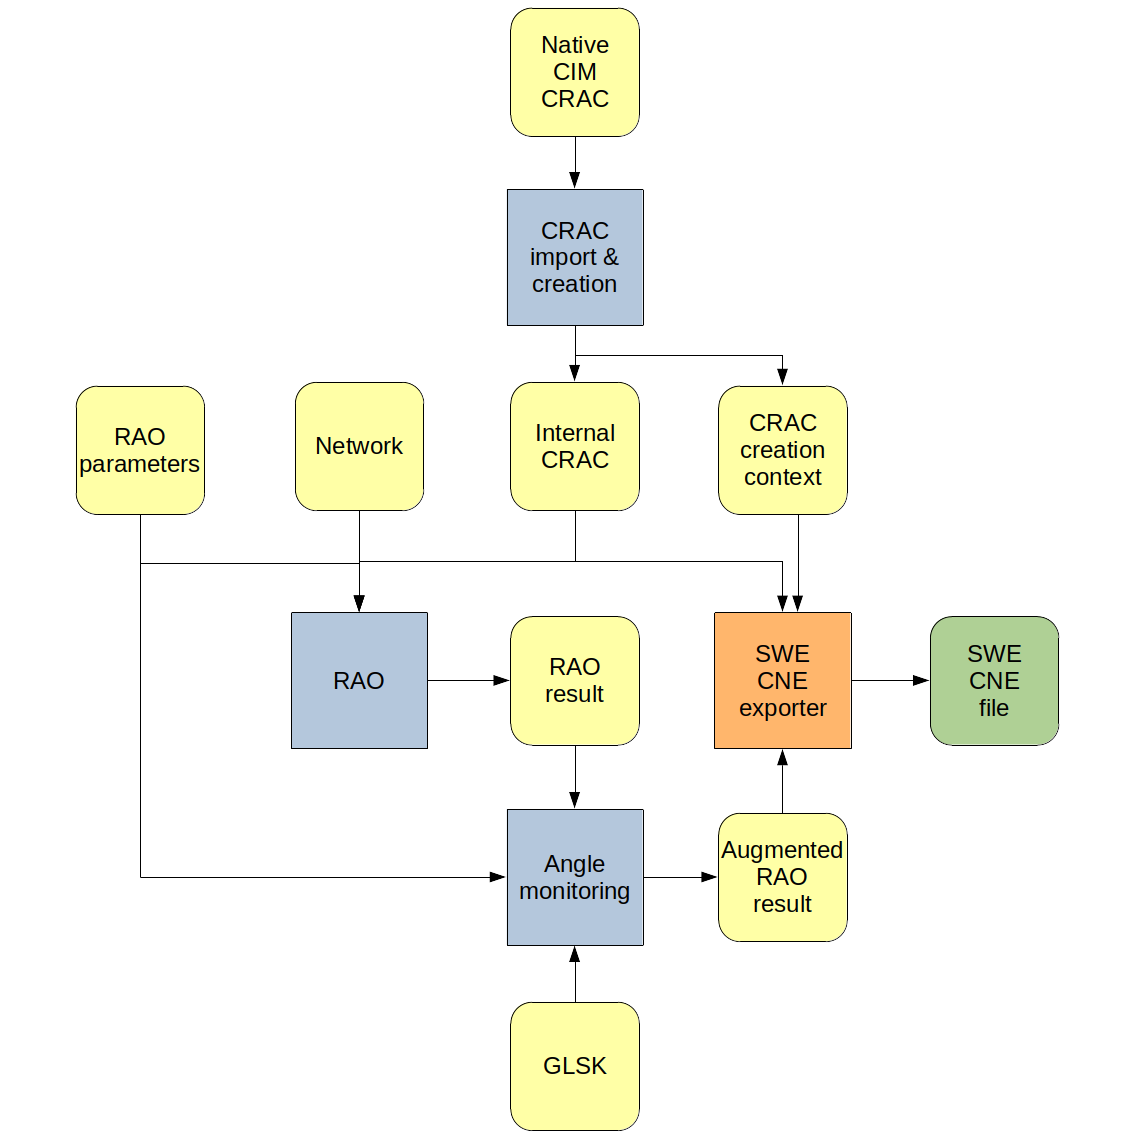 Native
CIM
CRAC
CRAC
import &
creation
RAO
parameters
Network
Internal
CRAC
CRAC
creation
context
RAO
RAO
result
SWE
CNE
exporter
SWE
CNE
file
Angle
monitoring
Augmented
RAO
result
GLSK